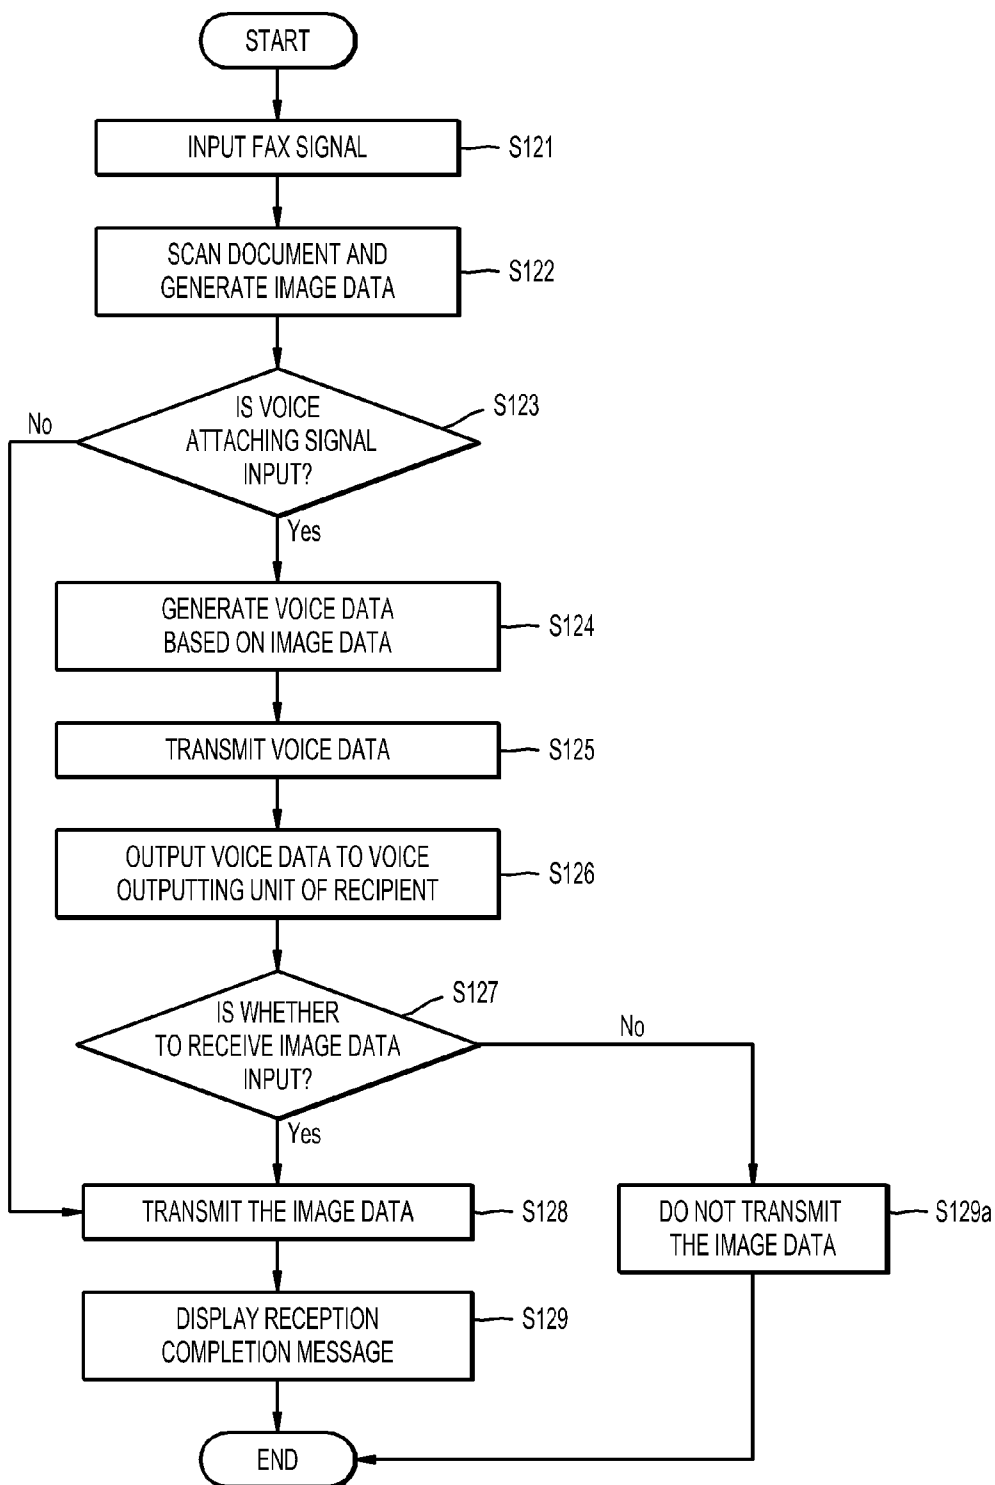 START
INPUT FAX SIGNAL
S121
SCAN DOCUMENT AND
GENERATE IMAGE DATA
S122
IS VOICE
ATTACHING SIGNAL
INPUT?
S123
No
Yes
GENERATE VOICE DATA
BASED ON IMAGE DATA
S124
TRANSMIT VOICE DATA
S125
OUTPUT VOICE DATA TO VOICE
OUTPUTTING UNIT OF RECIPIENT
S126
IS WHETHER
TO RECEIVE IMAGE DATA
INPUT?
S127
No
Yes
TRANSMIT THE IMAGE DATA
S128
DO NOT TRANSMIT
THE IMAGE DATA
S129a
DISPLAY RECEPTION
COMPLETION MESSAGE
S129
END